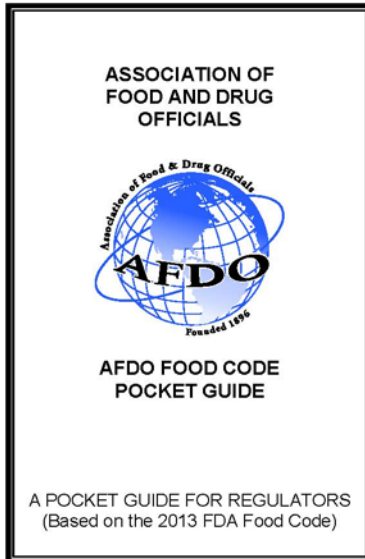 ASSOCIATION OF
FOOD AND DRUG
OFFICIALS
Association of Food & Drug Officials
AFDO
Founded 1896
AFDO FOOD CODE
POCKET GUIDE
A POCKET GUIDE FOR REGULATORS
(Based on the 2013 FDA Food Code)